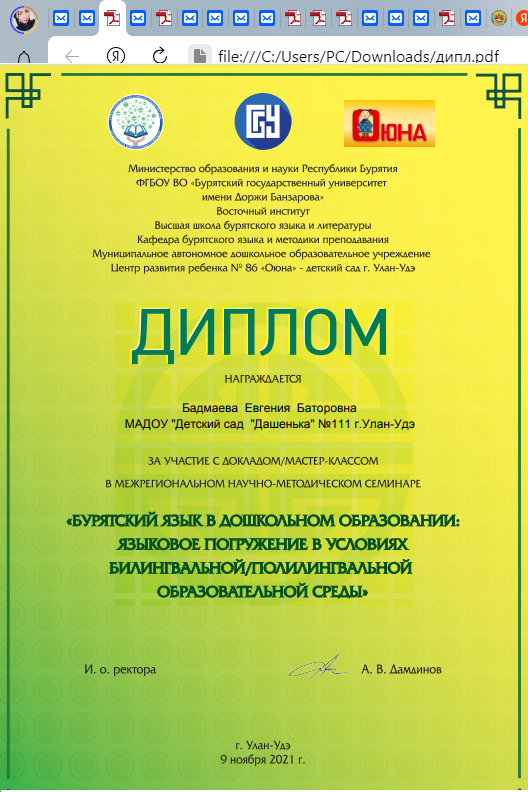 file:///C:/Users/PC/Downloads/дипл.pdf
БГУ
ОЮНА
Министерство образования и науки Республики Бурятия
ФГБОУ ВО «Бурятский государственный университет
имени Доржи Банзарова»
Восточный институт
Высшая школа бурятского языка и литературы
Кафедра бурятского языка и методики преподавания
Муниципальное автономное дошкольное образовательное учреждение
Центр развития ребенка № 86 «Оюна» - детский сад г. Улан-Удэ
ДИПЛОМ
НАГРАЖДАЕТСЯ
Бадмаева Евгения Баторовна
МАДОУ "Детский сад "Дашенька" №111 г.Улан-Удэ
ЗА УЧАСТИЕ С ДОКЛАДОМ/МАСТЕР-КЛАССОМ
В МЕЖРЕГИОНАЛЬНОМ НАУЧНО-МЕТОДИЧЕСКОМ СЕМИНАРЕ
«БУРЯТСКИЙ ЯЗЫК В ДОШКОЛЬНОМ ОБРАЗОВАНИИ:
ЯЗЫКОВОЕ ПОГРУЖЕНИЕ В УСЛОВИЯХ
БИЛИНГВАЛЬНОЙ/ПОЛИЛИНГВАЛЬНОЙ
ОБРАЗОВАТЕЛЬНОЙ СРЕДЫ»
И. о. ректора А. В. Дамдинов
г. Улан-Удэ
9 ноября 2021 г.